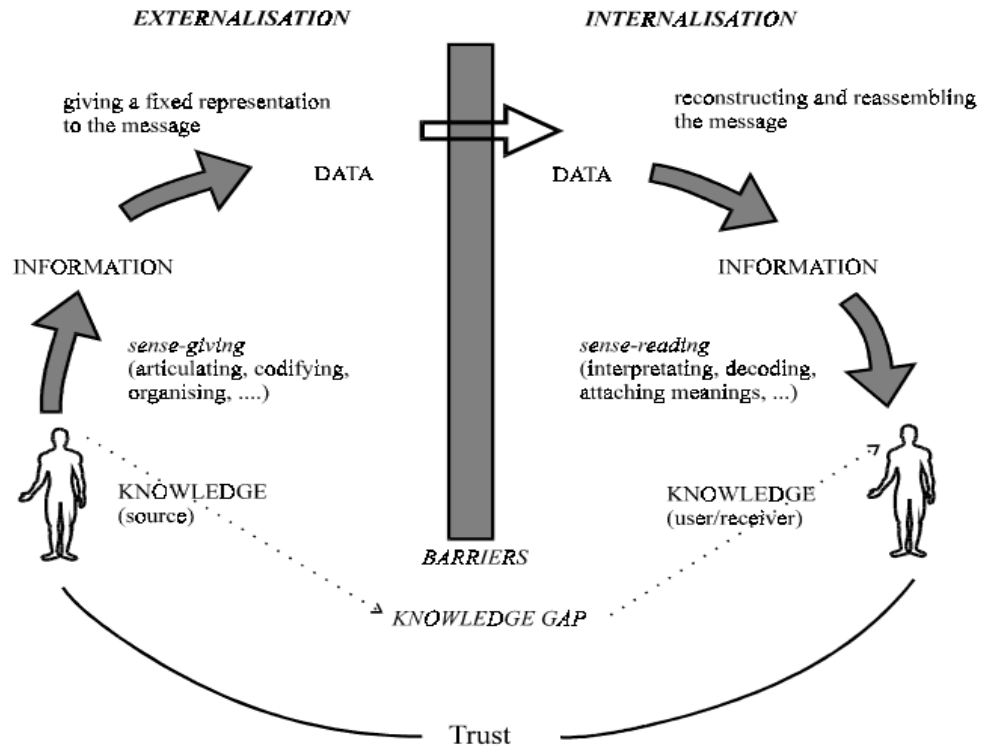 EXTERNALISATION
INTERNALISATION
giving a fixed representation
to the message
reconstructing and reassembling
the message
DATA
DATA
INFORMATION
INFORMATION
sense-giving
(articulating, codifying,
organising, ....)
sense-reading
(interpretating, decoding,
attaching meanings, ...)
KNOWLEDGE
(source)
KNOWLEDGE
(user/receiver)
BARRIERS
KNOWLEDGE GAP
Trust